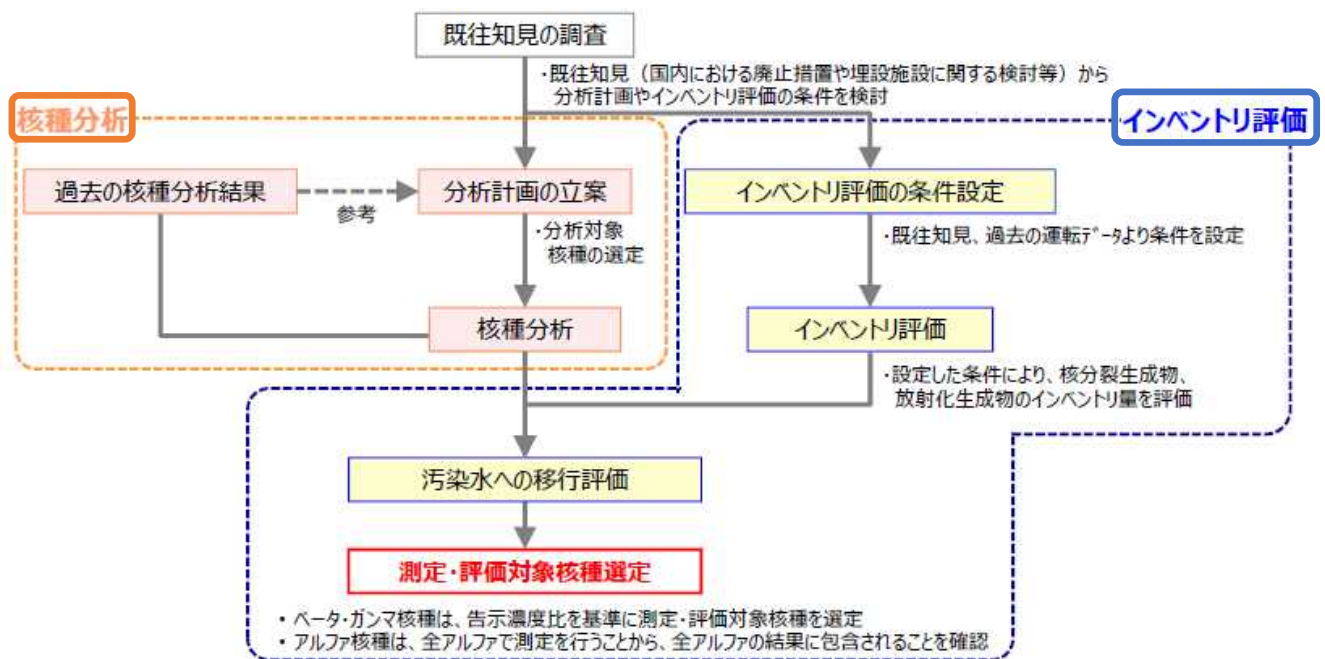 既往知見の調査
・既往知見（国内における廃止措置や埋設施設に関する検討等）から
分析計画やインベントリ評価の条件を検討
核種分析
インベントリ評価
過去の核種分析結果
参考
分析計画の立案
インベントリ評価の条件設定
・分析対象
核種の選定
・既往知見、過去の運転ﾃﾞｰﾀより条件を設定
核種分析
インベントリ評価
・設定した条件により、核分裂生成物、
放射化生成物のインベントリ量を評価
汚染水への移行評価
測定・評価対象核種選定
• ベータ・ガンマ核種は、告示濃度比を基準に測定・評価対象核種を選定
• アルファ核種は、全アルファで測定を行うことから、全アルファの結果に包含されることを確認